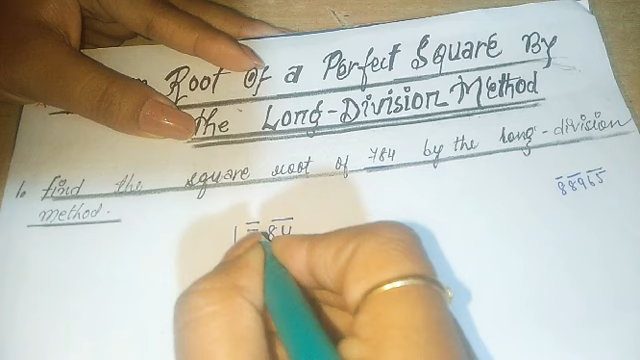 Root of a Perfect Square By
the Long-Division Method
1. find the square root of 784 by the long-division
method.
88965
84